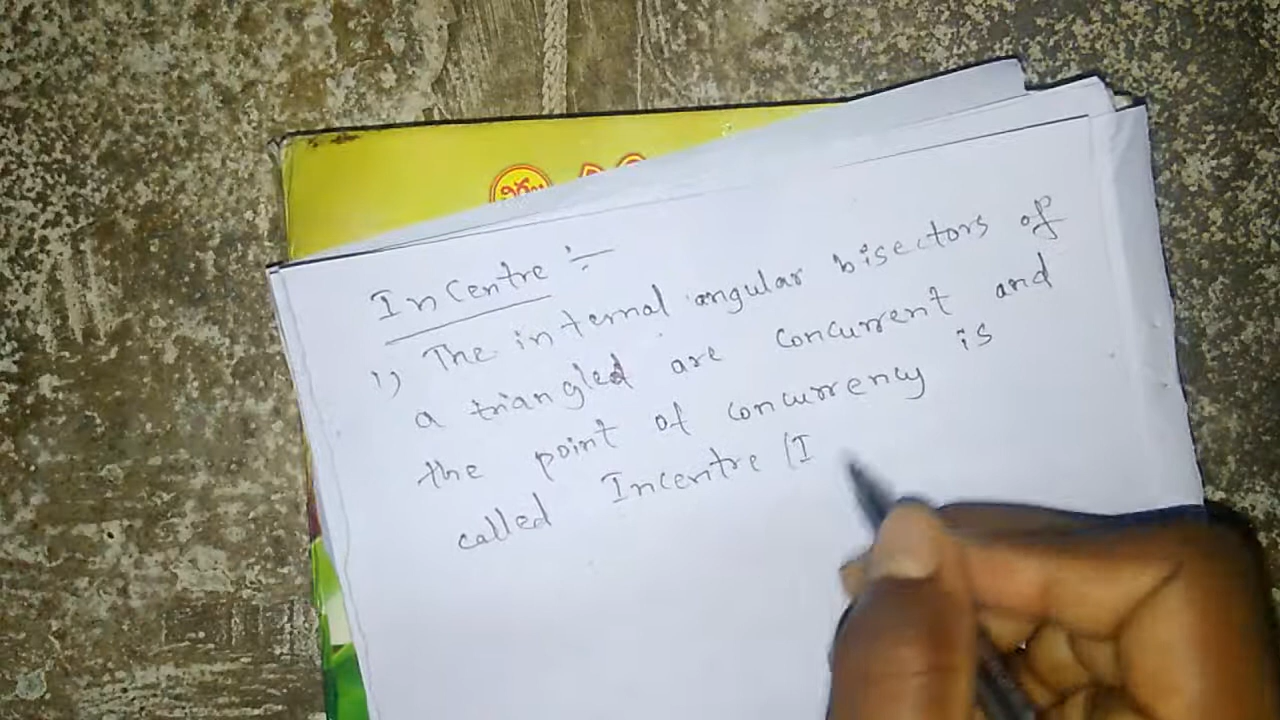 విద్యా
InCentre :-
1) The internal angular bisectors of
a triangled are concurrent and
the point of concurrency is
called Incentre (I